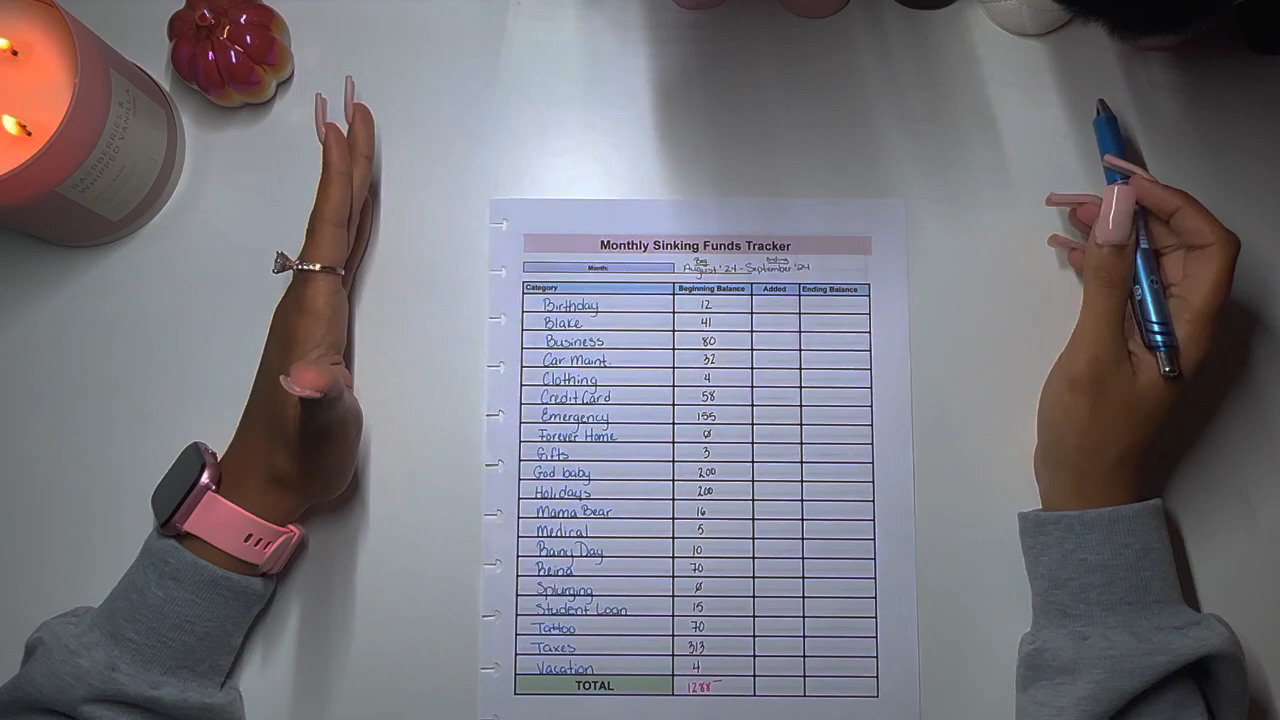 RASPBERRIES &
WHIPPED VANILLA
Monthly Sinking Funds Tracker
Month: Beg. Ending
August '24 - September '24
Category Beginning Balance Added Ending Balance
Birthday 12
Blake 41
Business 80
Car Maint. 32
Clothing 4
Credit Card 58
Emergency 155
Forever Home 0
Gifts 3
God baby 200
Holidays 200
Mama Bear 16
Medical 5
Rainy Day 10
Reina 70
Splurging 0
Student Loan 15
Tattoo 70
Taxes 313
Vacation 4
TOTAL 1288